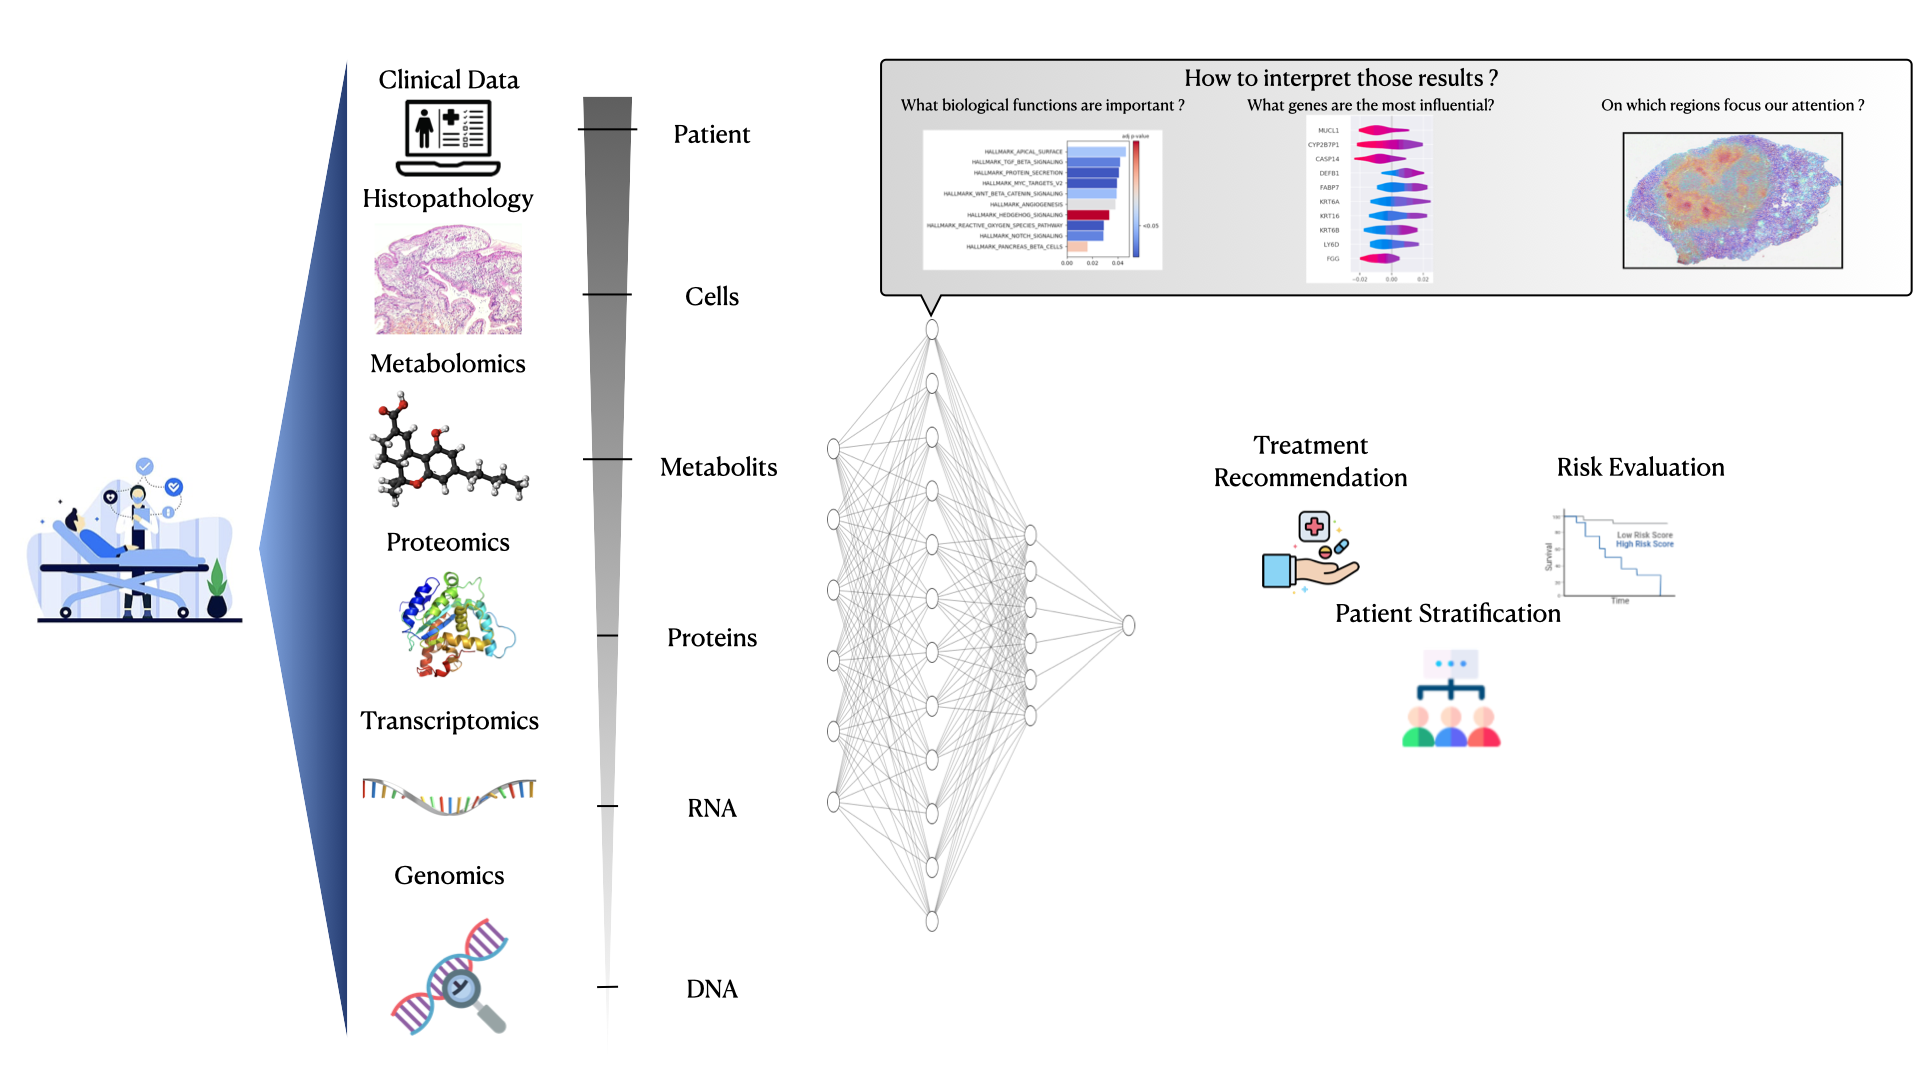 Clinical Data
Histopathology
Metabolomics
Proteomics
Transcriptomics
Genomics
Patient
Cells
Metabolits
Proteins
RNA
DNA
How to interpret those results ?
What biological functions are important ?
adj p-value
HALLMARK_APICAL_SURFACE
HALLMARK_TGF_BETA_SIGNALING
HALLMARK_PROTEIN_SECRETION
HALLMARK_MYC_TARGETS_V2
HALLMARK_WNT_BETA_CATENIN_SIGNALING
HALLMARK_ANGIOGENESIS
HALLMARK_HEDGEHOG_SIGNALING
HALLMARK_REACTIVE_OXYGEN_SPECIES_PATHWAY
HALLMARK_NOTCH_SIGNALING
HALLMARK_PANCREAS_BETA_CELLS
<0.05
0.00 0.02 0.04
What genes are the most influential?
MUCL1
CYP2B7P1
CASP14
DEFB1
FABP7
KRT6A
KRT16
KRT6B
LY6D
FGG
−0.02 0.00 0.02
On which regions focus our attention ?
Treatment
Recommendation
Risk Evaluation
Low Risk Score
High Risk Score
Survival
Time
Patient Stratification